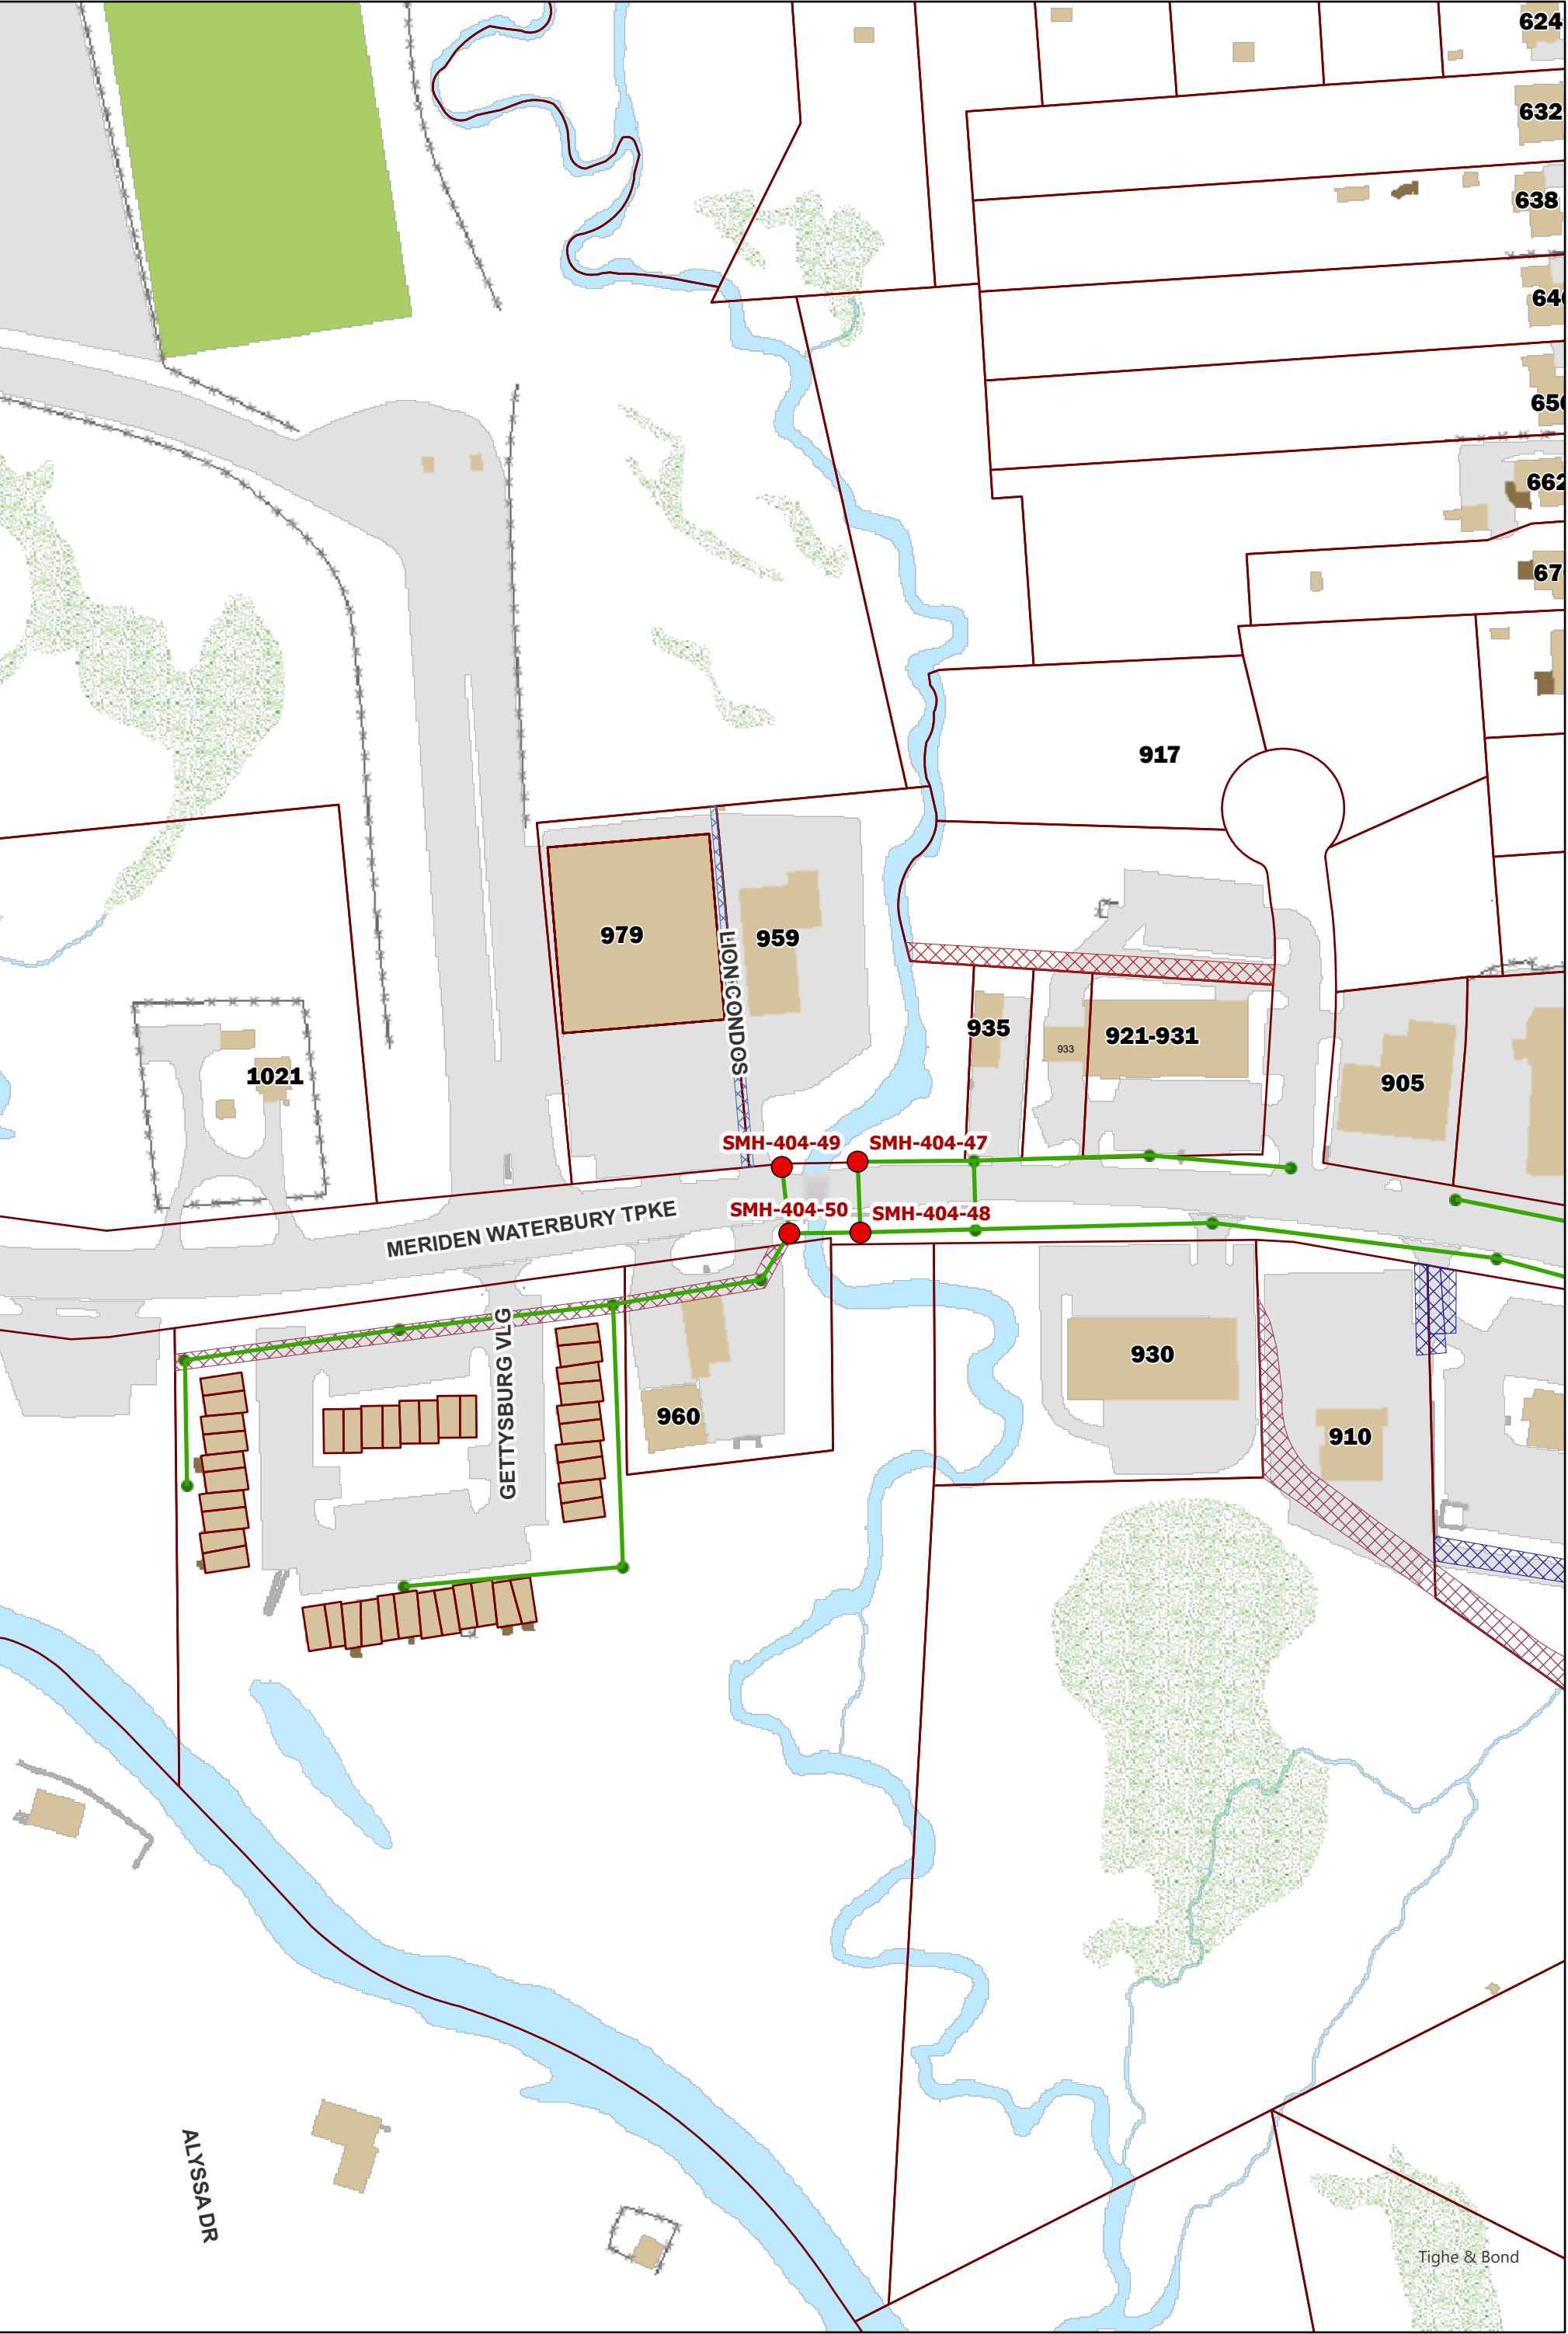 624
632
638
662
917
979
959
LION CONDOS
935
933
921-931
905
1021
SMH-404-49
SMH-404-47
SMH-404-50
SMH-404-48
MERIDEN WATERBURY TPKE
GETTYSBURG VLG
960
930
910
ALYSSA DR
Tighe & Bond